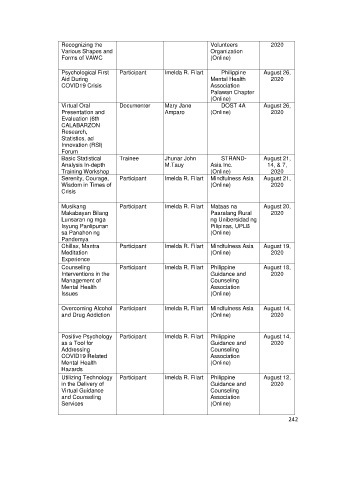 Recognizing the
Various Shapes and
Forms of VAWC
Volunteers
Organization
(Online)
2020
Psychological First
Aid During
COVID19 Crisis
Participant
Imelda R. Filart
Philippine
Mental Health
Association
Palawan Chapter
(Online)
August 26,
2020
Virtual Oral
Presentation and
Evaluation (6th
CALABARZON
Research,
Statistics, ad
Innovation (RSI)
Forum
Documenter
Mary Jane
Amparo
DOST 4A
(Online)
August 26,
2020
Basic Statistical
Analysis In-depth
Training Workshop
Trainee
Jhunar John
M.Tauy
STRAND-
Asia Inc.
(Online)
August 21,
14, & 7,
2020
Serenity, Courage,
Wisdom in Times of
Crisis
Participant
Imelda R. Filart
Mindfulness Asia
(Online)
August 21,
2020
Musikang
Makabayan Bilang
Lunsaran ng mga
Isyung Panlipunan
sa Panahon ng
Pandemya
Participant
Imelda R. Filart
Mataas na
Paaralang Rural
ng Unibersidad ng
Pilipinas, UPLB
(Online)
August 20,
2020
Chillax, Mantra
Meditation
Experience
Participant
Imelda R. Filart
Mindfulness Asia
(Online)
August 19,
2020
Counseling
Interventions in the
Management of
Mental Health
Issues
Participant
Imelda R. Filart
Philippine
Guidance and
Counseling
Association
(Online)
August 18,
2020
Overcoming Alcohol
and Drug Addiction
Participant
Imelda R. Filart
Mindfulness Asia
(Online)
August 14,
2020
Positive Psychology
as a Tool for
Addressing
COVID19 Related
Mental Health
Hazards
Participant
Imelda R. Filart
Philippine
Guidance and
Counseling
Association
(Online)
August 14,
2020
Utilizing Technology
in the Delivery of
Virtual Guidance
and Counseling
Services
Participant
Imelda R. Filart
Philippine
Guidance and
Counseling
Association
(Online)
August 12,
2020
242